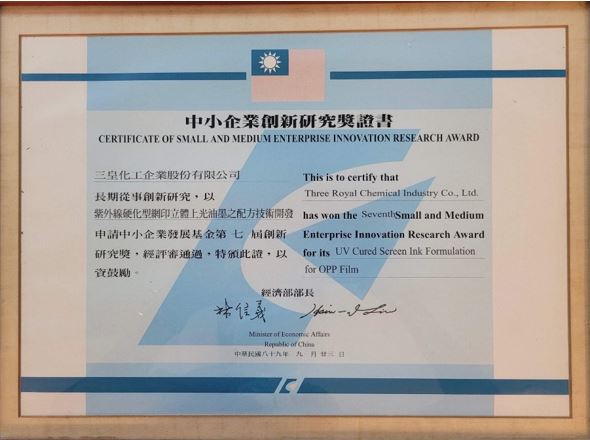 中小企業創新研究獎證書
CERTIFICATE OF SMALL AND MEDIUM ENTERPRISE INNOVATION RESEARCH AWARD
三皇化工企業股份有限公司
長期從事創新研究，以
紫外線硬化型網印立體上光油墨之配方技術開發
申請中小企業發展基金第七屆創新
研究獎，經評審通過，特頒此證，以
資鼓勵。
This is to certify that
Three Royal Chemical Industry Co., Ltd.
has won the Seventh Small and Medium
Enterprise Innovation Research Award
for its UV Cured Screen Ink Formulation
for OPP Film
經濟部部長
林信義
Minister of Economic Affairs
Republic of China
中華民國八十九年 九 月 廿三 日